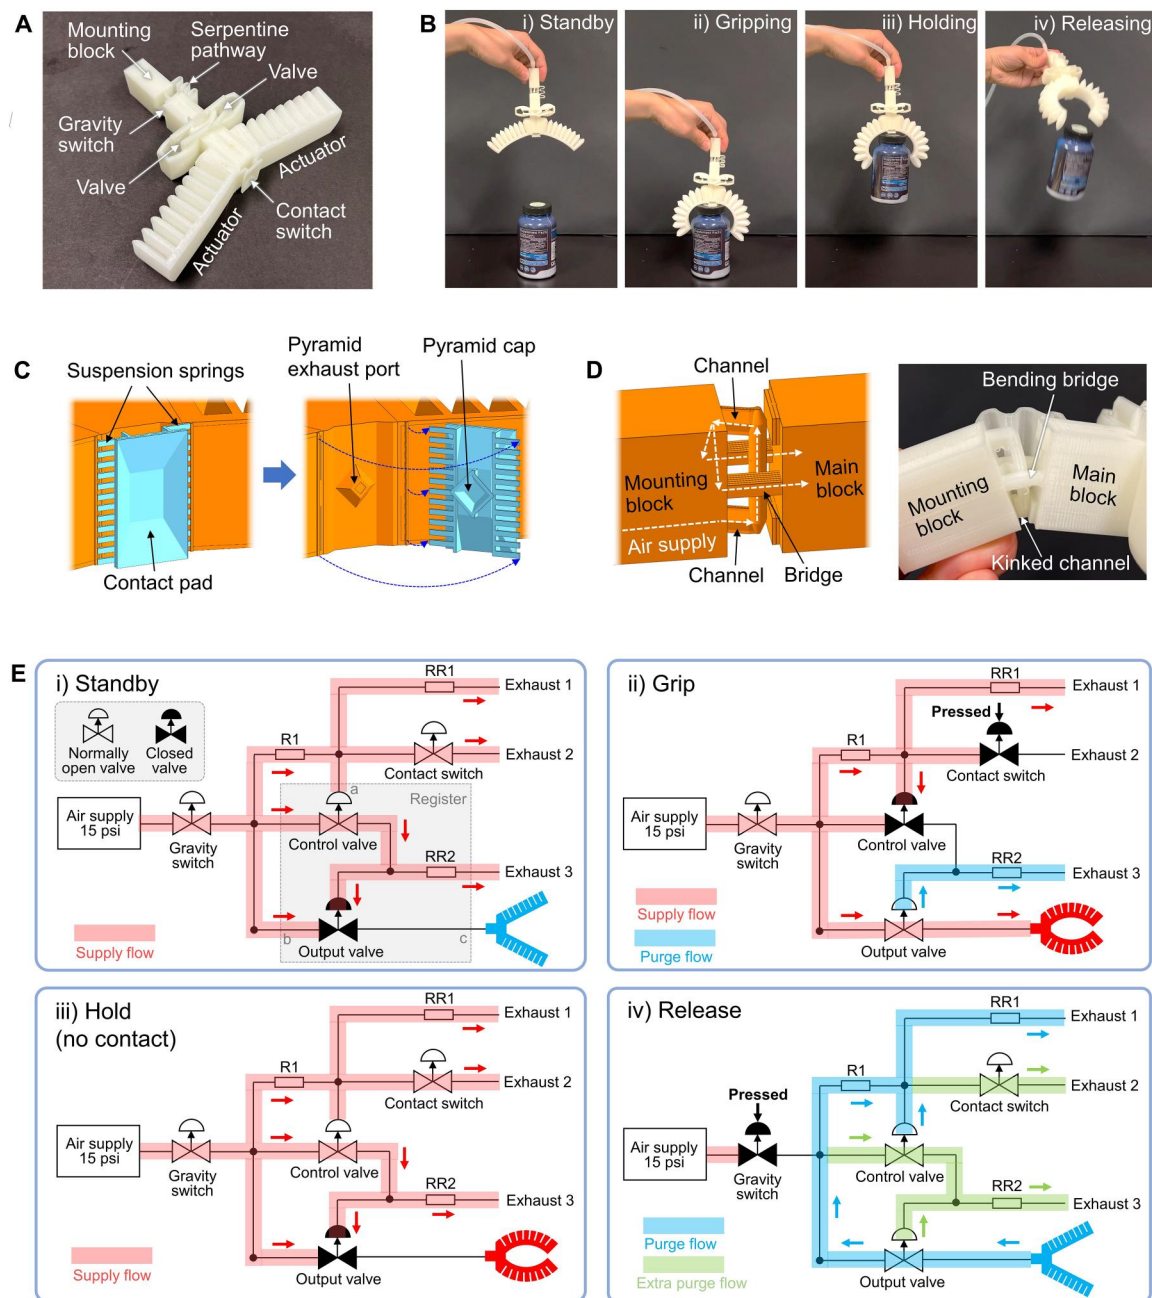 A
Mounting
block
Serpentine
pathway
Valve
Gravity
switch
Valve
Actuator
Actuator
Contact
switch
B
i) Standby
ii) Gripping
iii) Holding
iv) Releasing
C
Suspension springs
Contact pad
Pyramid
exhaust port
Pyramid cap
D
Channel
Mounting
block
Main
block
Air supply
Channel
Bridge
Bending bridge
Mounting
block
Main
block
Kinked channel
E
i) Standby
Normally
open valve
Closed
valve
RR1
Exhaust 1
R1
Exhaust 2
Contact switch
a
Register
Air supply
15 psi
Gravity
switch
Control valve
RR2
Exhaust 3
b
c
Output valve
Supply flow
ii) Grip
RR1
Exhaust 1
Pressed
R1
Exhaust 2
Contact switch
Air supply
15 psi
Gravity
switch
Control valve
RR2
Exhaust 3
Supply flow
Purge flow
Output valve
iii) Hold
(no contact)
RR1
Exhaust 1
R1
Exhaust 2
Contact switch
Air supply
15 psi
Gravity
switch
Control valve
RR2
Exhaust 3
Supply flow
Output valve
iv) Release
RR1
Exhaust 1
R1
Pressed
Exhaust 2
Contact switch
Air supply
15 psi
Gravity
switch
Control valve
RR2
Exhaust 3
Purge flow
Extra purge flow
Output valve